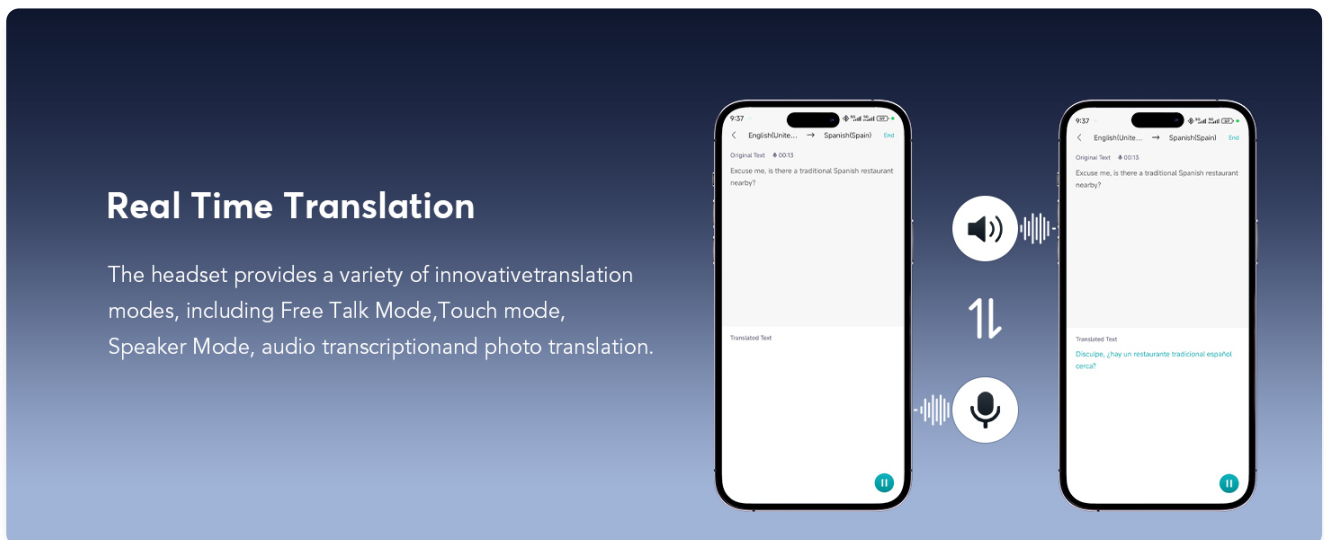 Real Time Translation
The headset provides a variety of innovativetranslation
modes, including Free Talk Mode,Touch mode,
Speaker Mode, audio transcriptionand photo translation.
9:37
English(Unite... → Spanish(Spain) End
Original Text 00:13
Excuse me, is there a traditional Spanish restaurant
nearby?
Translated Text
9:37
English(Unite... → Spanish(Spain) End
Original Text 00:13
Excuse me, is there a traditional Spanish restaurant
nearby?
Translated Text
Disculpe, ¿hay un restaurante tradicional español
cerca?